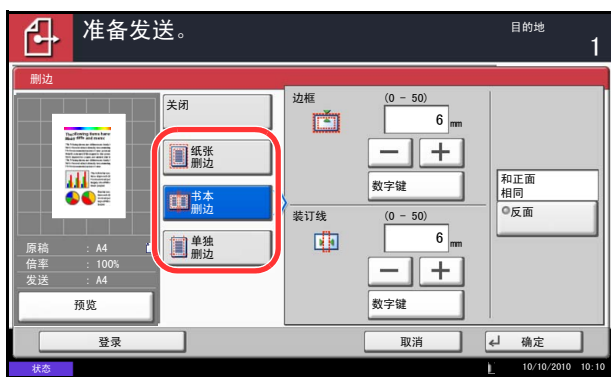 准备发送。
目的地
1
删边
关闭
纸张
删边
书本
删边
单独
删边
边框
(0 - 50)
6 mm
数字键
装订线
(0 - 50)
6 mm
数字键
和正面
相同
反面
原稿 : A4
倍率 : 100%
发送 : A4
预览
登录
取消
确定
状态
10/10/2010 10:10